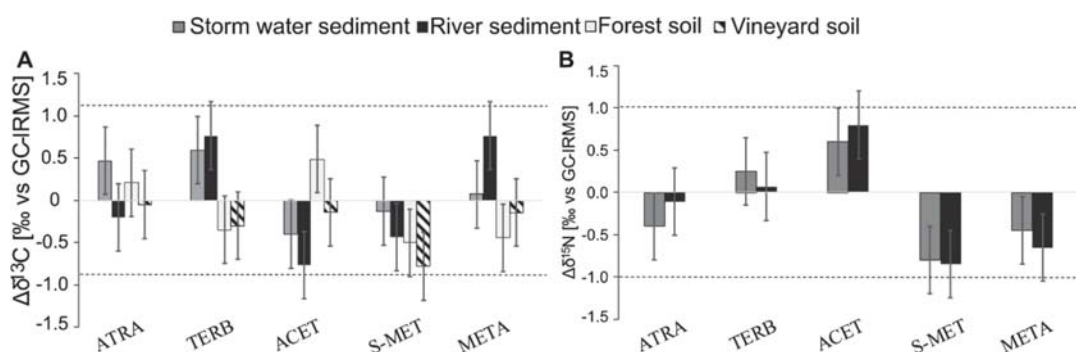 Storm water sediment River sediment Forest soil Vineyard soil
A
Δδ13C [‰ vs GC-IRMS]
1.5
1.0
0.5
0.0
-0.5
-1.0
-1.5
ATRA TERB ACET S-MET META
B
Δδ15N [‰ vs GC-IRMS]
1.5
1.0
0.5
0.0
-0.5
-1.0
-1.5
ATRA TERB ACET S-MET META